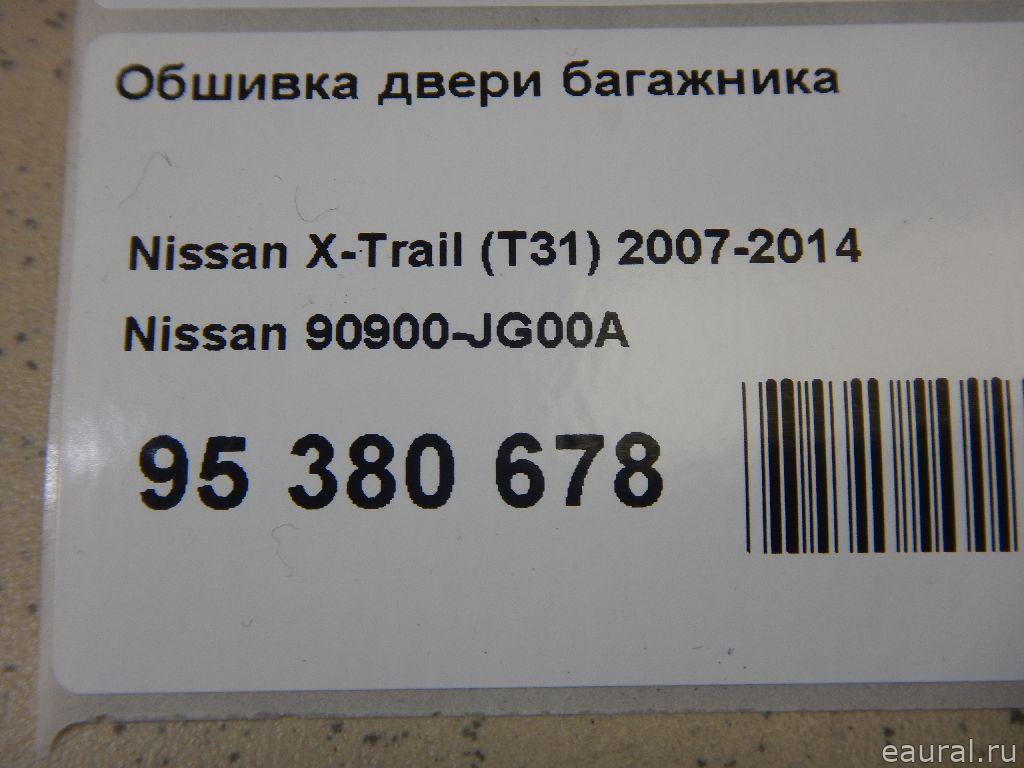 Обшивка двери багажника
Nissan X-Trail (T31) 2007-2014
Nissan 90900-JG00A
95 380 678
eaural.ru